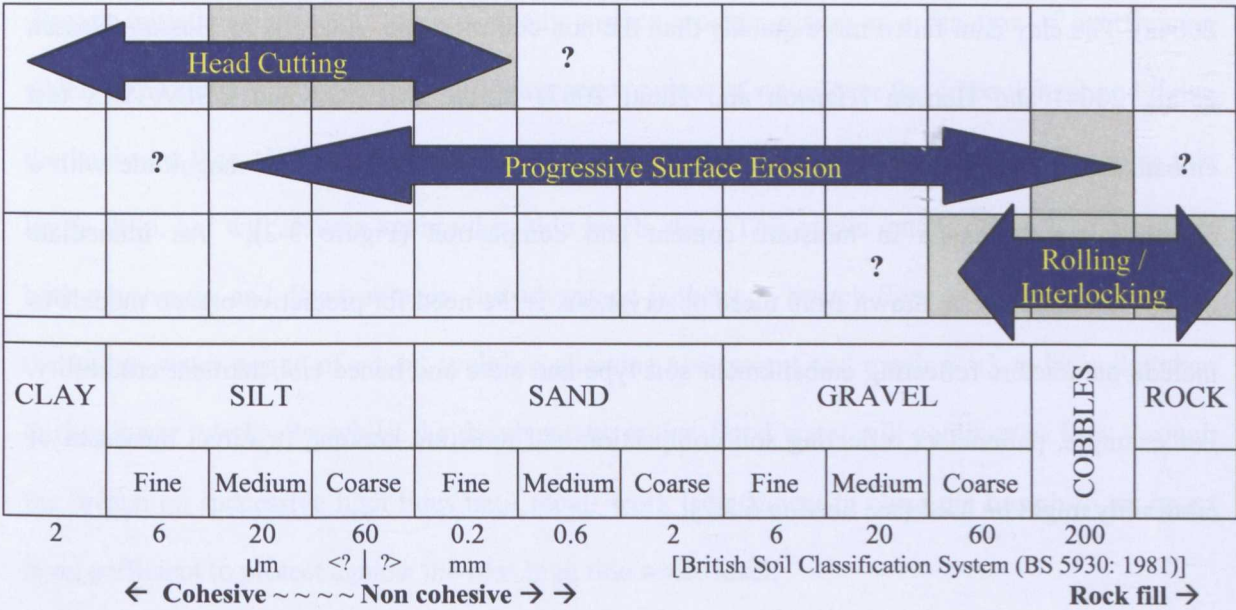 Head Cutting
?
?
Progressive Surface Erosion
?
?
Rolling /
Interlocking
CLAY SILT SAND GRAVEL COBBLES ROCK
Fine Medium Coarse Fine Medium Coarse Fine Medium Coarse
2 6 20 60 0.2 0.6 2 6 20 60 200
µm <? | ?> mm [British Soil Classification System (BS 5930: 1981)]
← Cohesive ~ ~ ~ ~ Non cohesive → → Rock fill →